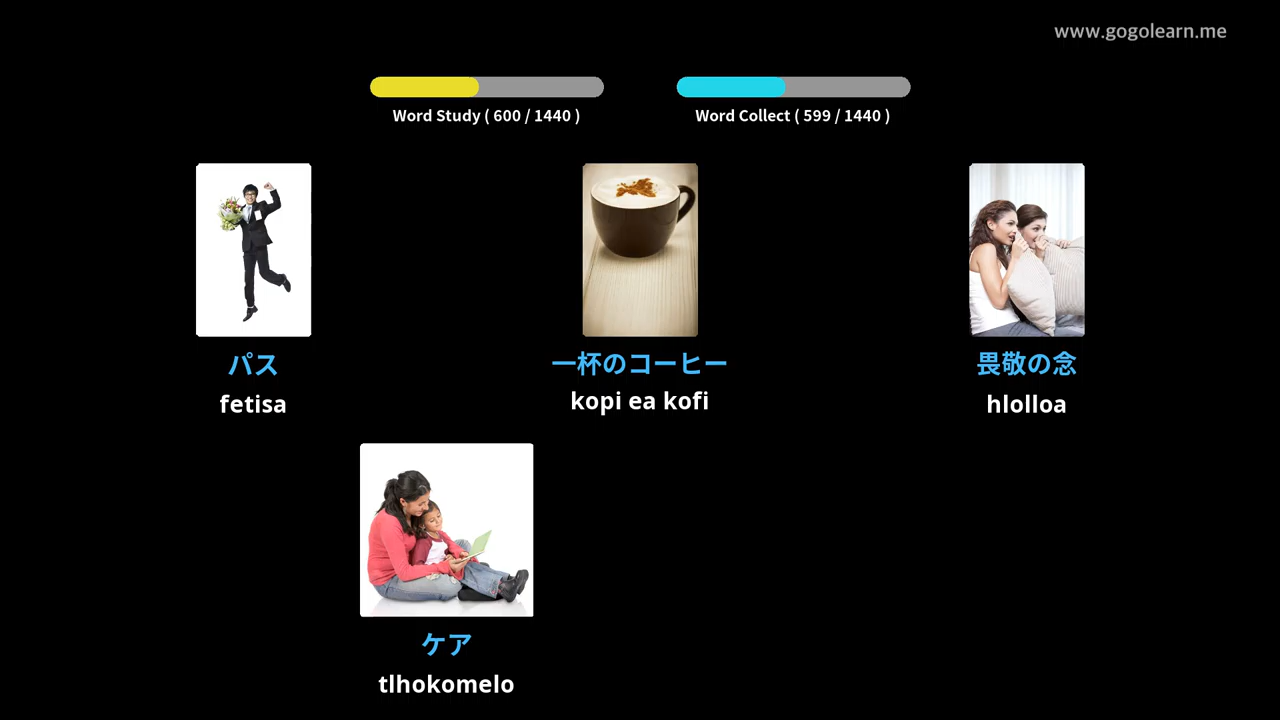 www.gogolearn.me
Word Study ( 600 / 1440 )
Word Collect ( 599 / 1440 )
パス
一杯のコーヒー
畏敬の念
fetisa
kopi ea kofi
hlolloa
ケア
tlhokomelo